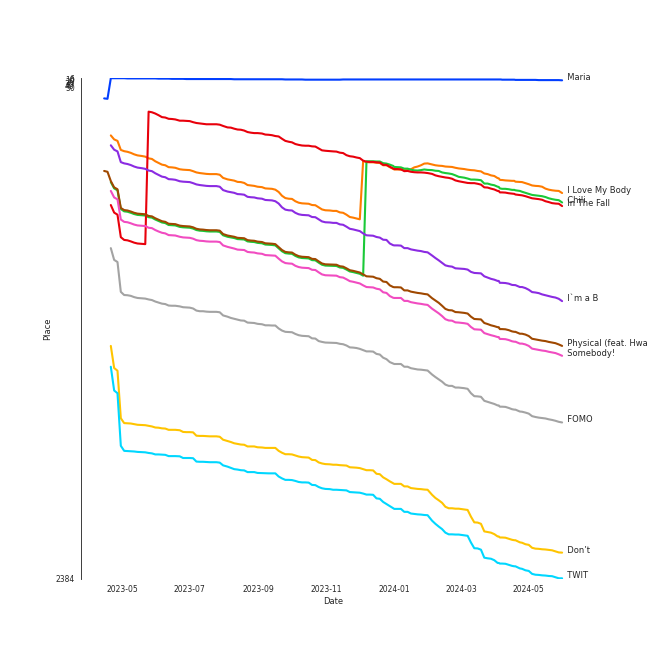 Maria
50
I Love My Body
Chili
In The Fall
I`m a B
Place
Physical (feat. Hwa
Somebody!
FOMO
Don't
TWIT
2384
2023-05 2023-07 2023-09 2023-11 2024-01 2024-03 2024-05
Date